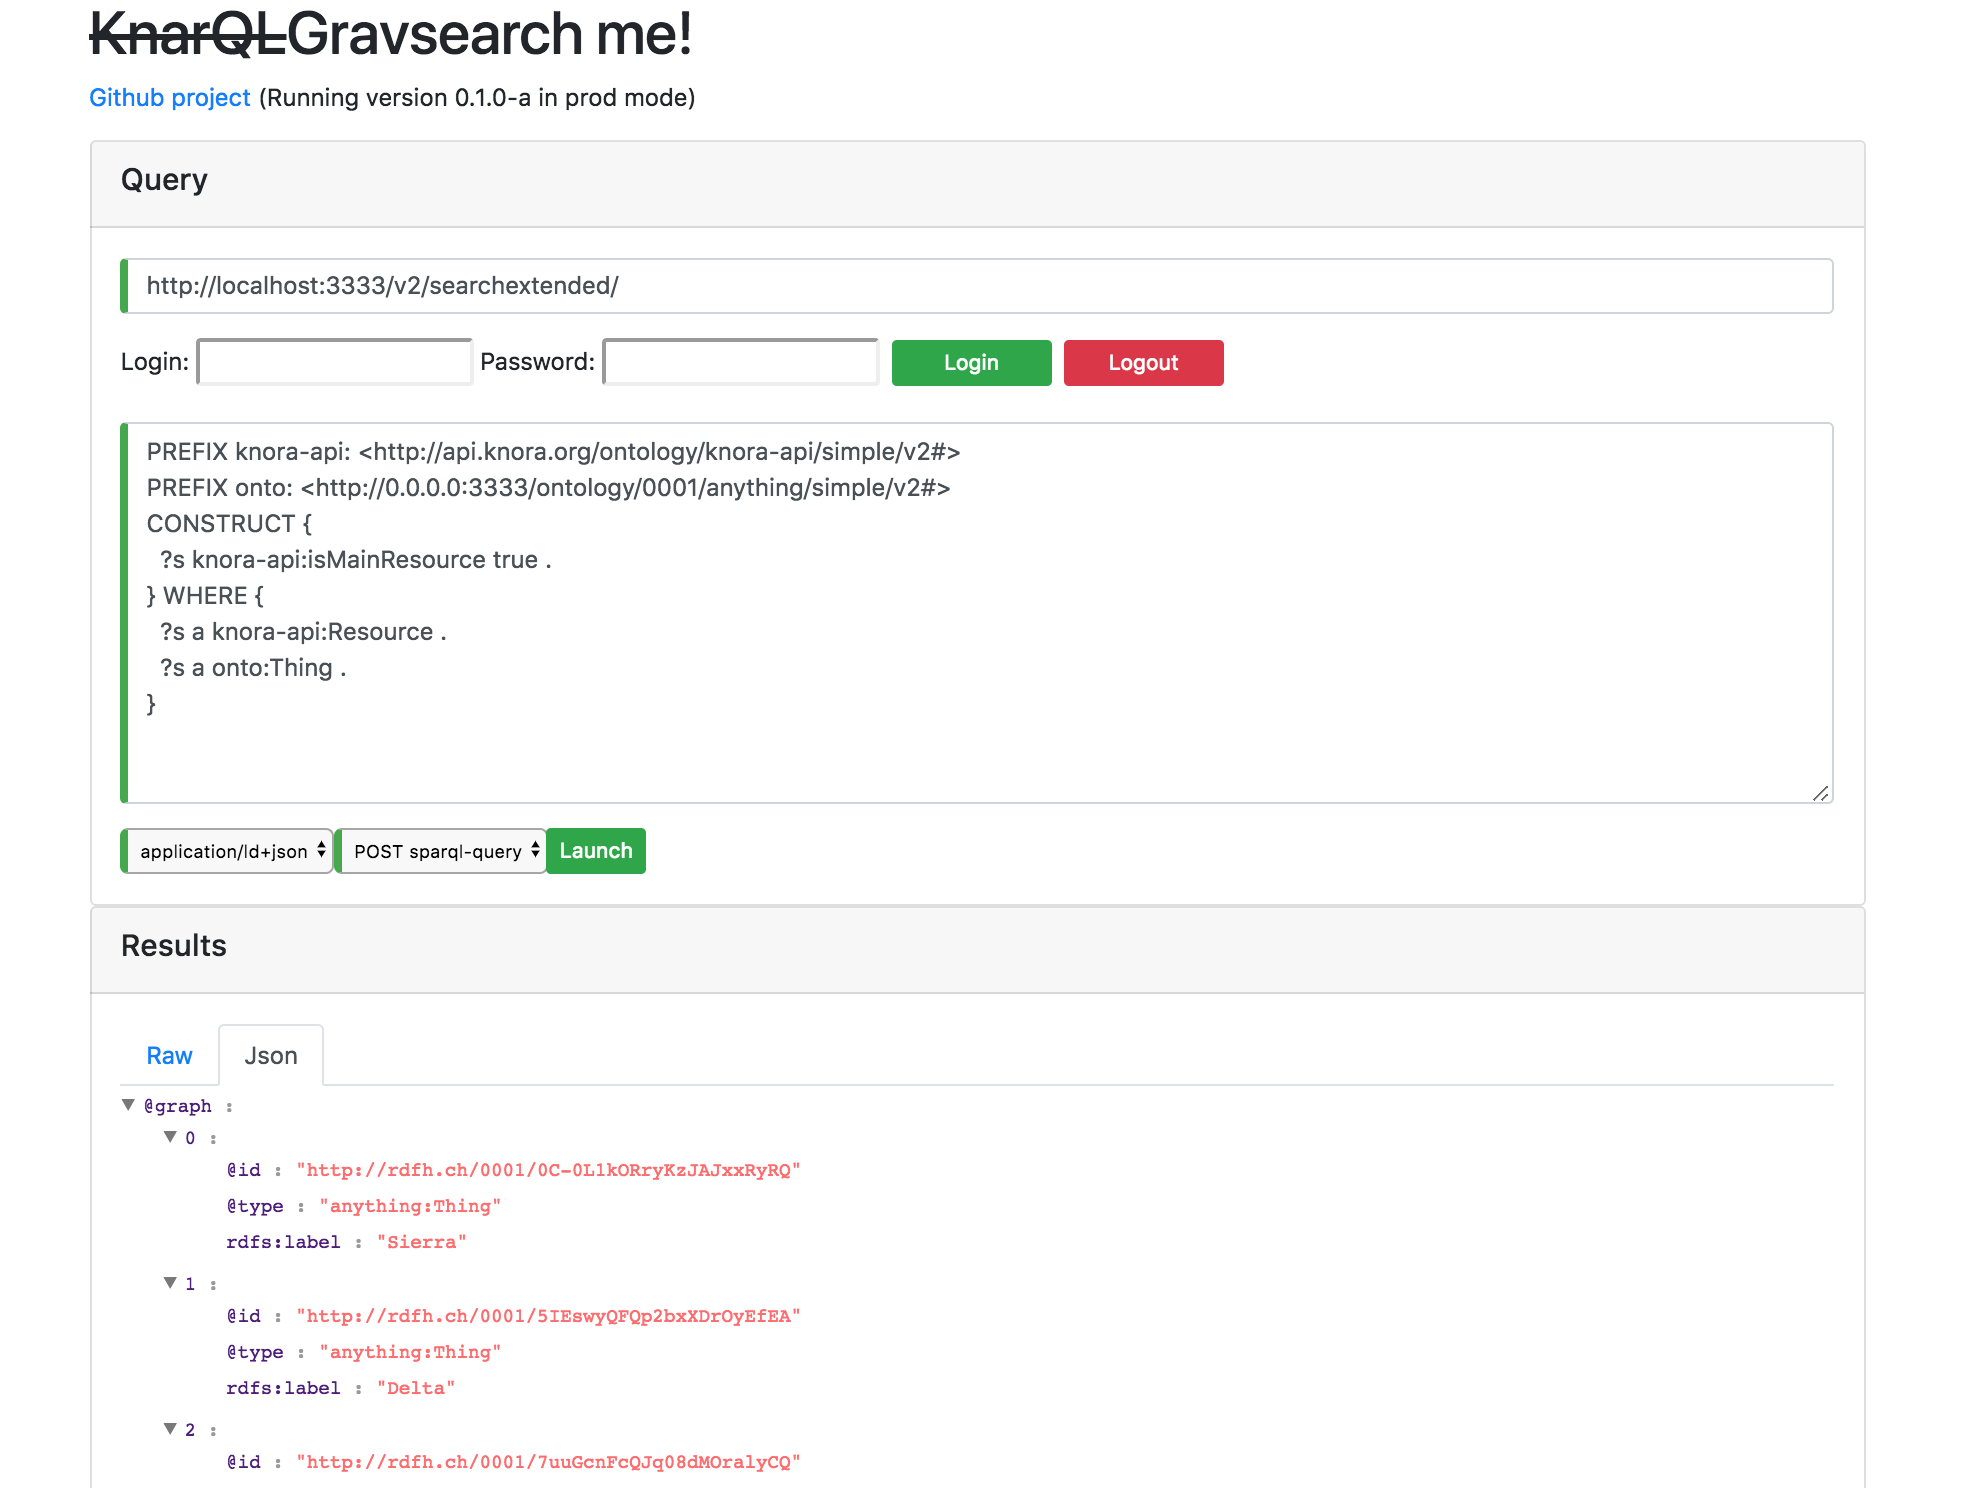 KnarQLGravsearch me!
Github project (Running version 0.1.0-a in prod mode)
Query
http://localhost:3333/v2/searchextended/
Login: Password: Login Logout
PREFIX knora-api: <http://api.knora.org/ontology/knora-api/simple/v2#>
PREFIX onto: <http://0.0.0.0:3333/ontology/0001/anything/simple/v2#>
CONSTRUCT {
?s knora-api:isMainResource true .
} WHERE {
?s a knora-api:Resource .
?s a onto:Thing .
}
application/ld+json POST sparql-query Launch
Results
Raw Json
@graph :
0 :
@id : "http://rdfh.ch/0001/0C-0L1kORryKzJAJxxRyRQ"
@type : "anything:Thing"
rdfs:label : "Sierra"
1 :
@id : "http://rdfh.ch/0001/5IEswyQFQp2bxXDrOyEfEA"
@type : "anything:Thing"
rdfs:label : "Delta"
2 :
@id : "http://rdfh.ch/0001/7uuGcnFcQJq08dMOralyCQ"